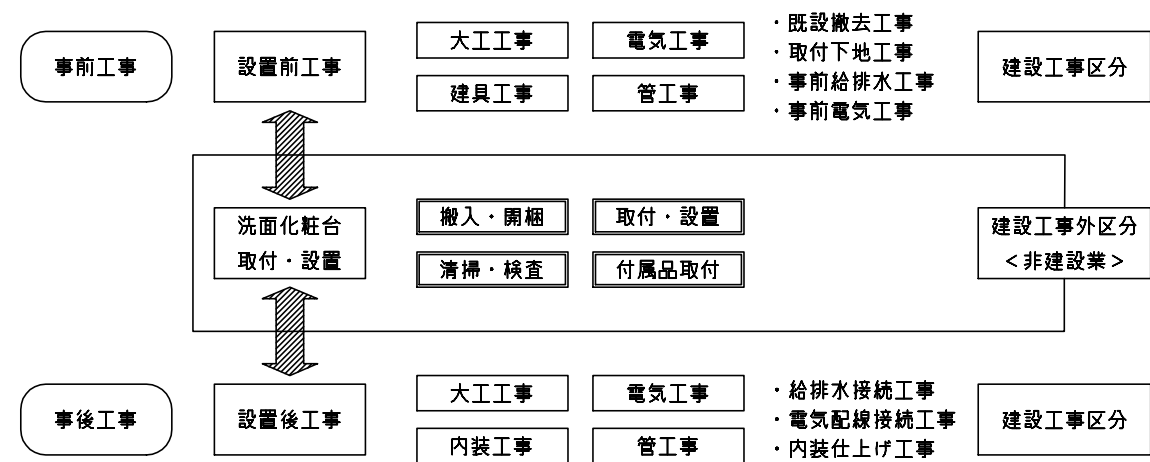 事前工事
設置前工事
大工工事
電気工事
建具工事
管工事
・既設撤去工事
・取付下地工事
・事前給排水工事
・事前電気工事
建設工事区分
洗面化粧台
取付・設置
搬入・開梱
取付・設置
清掃・検査
付属品取付
建設工事外区分
＜非建設業＞
事後工事
設置後工事
大工工事
電気工事
内装工事
管工事
・給排水接続工事
・電気配線接続工事
・内装仕上げ工事
建設工事区分